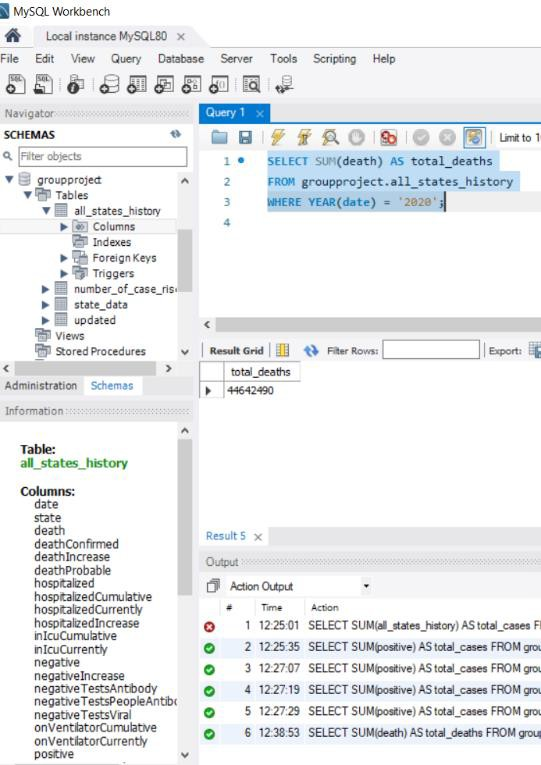 MySQL Workbench
Local instance MySQL80 ×
File Edit View Query Database Server Tools Scripting Help
Navigator
SCHEMAS
Filter objects
groupproject
Tables
all_states_history
Columns
Indexes
Foreign Keys
Triggers
number_of_case_rise
state_data
updated
Views
Stored Procedures
Administration Schemas
Information
Table:
all_states_history
Columns:
date
state
death
deathConfirmed
deathIncrease
deathProbable
hospitalized
hospitalizedCumulative
hospitalizedCurrently
hospitalizedIncrease
inIcuCumulative
inIcuCurrently
negative
negativeIncrease
negativeTestsAntibody
negativeTestsPeopleAntibo
negativeTestsViral
onVentilatorCumulative
onVentilatorCurrently
positive
Query 1 ×
Limit to 1
1 SELECT SUM(death) AS total_deaths
2 FROM groupproject.all_states_history
3 WHERE YEAR(date) = '2020';
4
Result Grid Filter Rows: Export:
total_deaths
44642490
Result 5 ×
Output
Action Output
# Time Action
1 12:25:01 SELECT SUM(all_states_history) AS total_cases F
2 12:25:35 SELECT SUM(positive) AS total_cases FROM grou
3 12:27:07 SELECT SUM(positive) AS total_cases FROM grou
4 12:27:19 SELECT SUM(positive) AS total_cases FROM grou
5 12:27:29 SELECT SUM(positive) AS total_cases FROM grou
6 12:38:53 SELECT SUM(death) AS total_deaths FROM group